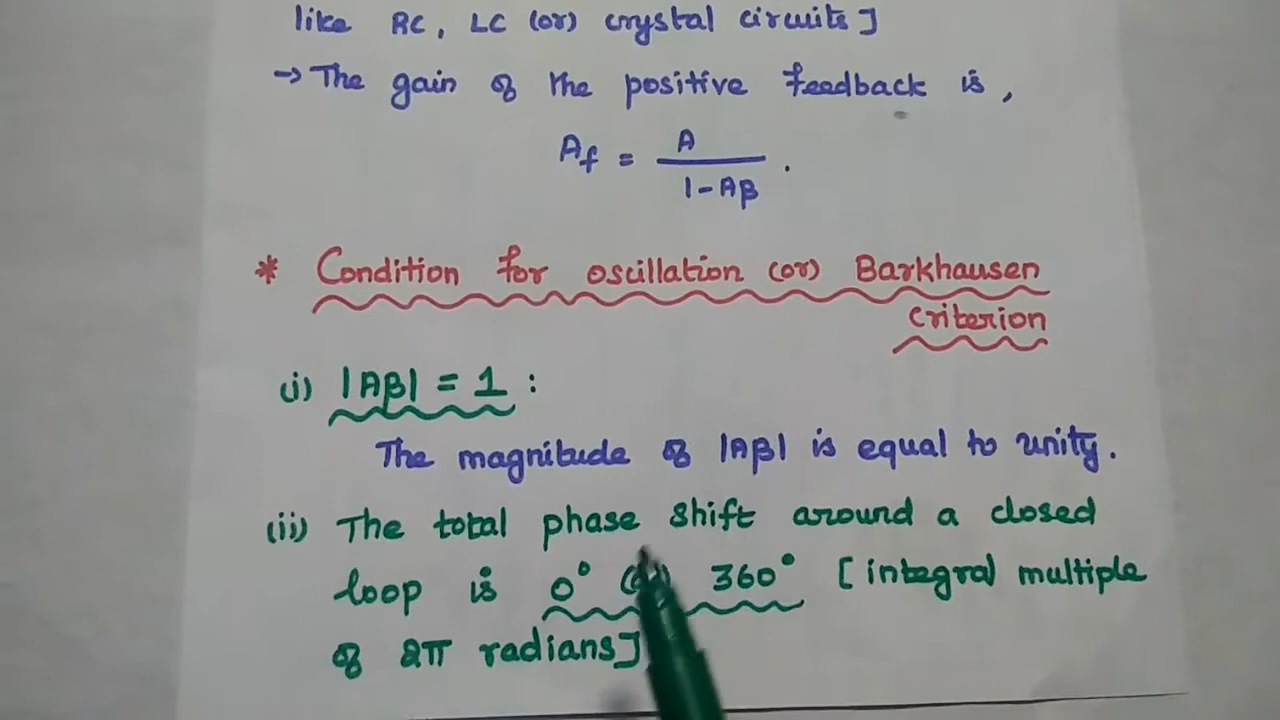 like RC, LC (or) crystal circuits]
→ The gain of the positive feedback is,
Af = A / 1-Aβ .
* Condition for oscillation (or) Barkhausen
criterion
(i) |Aβ| = 1 :
The magnitude of |Aβ| is equal to unity.
(ii) The total phase shift around a closed
loop is 0° 360° [integral multiple
of 2π radians]